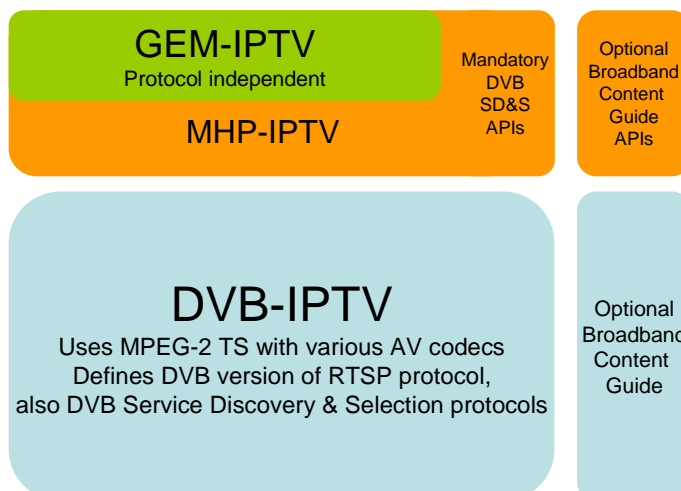 GEM-IPTV
Protocol independent
MHP-IPTV
Mandatory
DVB
SD&S
APIs
Optional
Broadband
Content
Guide
APIs
DVB-IPTV
Uses MPEG-2 TS with various AV codecs
Defines DVB version of RTSP protocol,
also DVB Service Discovery & Selection protocols
Optional
Broadband
Content
Guide